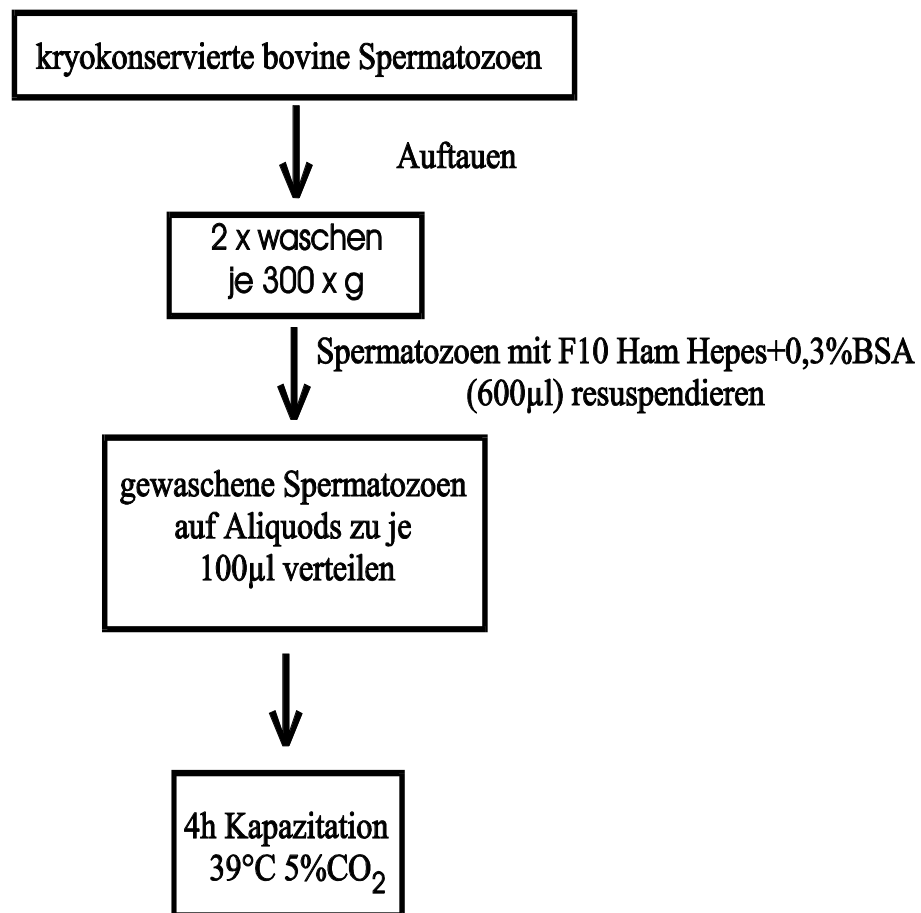 kryokonservierte bovine Spermatozoen
Auftauen
2 x waschen
je 300 x g
Spermatozoen mit F10 Ham Hepes+0,3%BSA
(600µl) resuspendieren
gewaschene Spermatozoen
auf Aliquods zu je
100µl verteilen
4h Kapazitation
39°C 5%CO₂